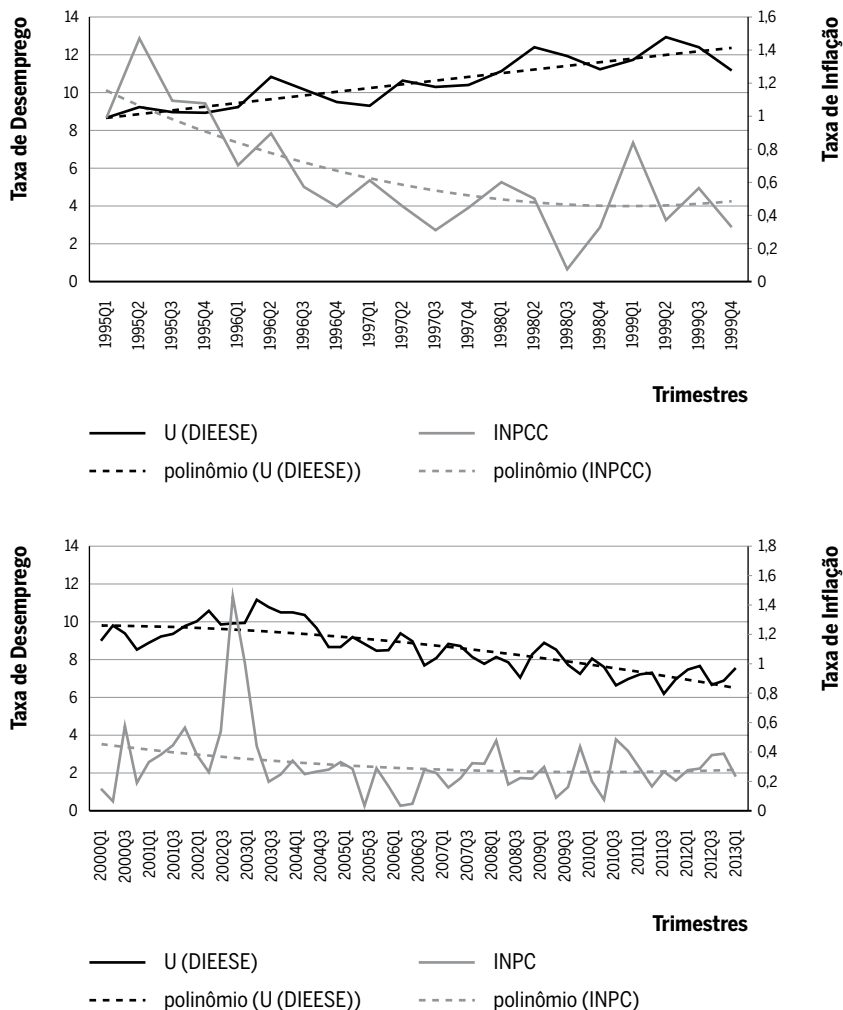 Taxa de Desemprego
14
12
10
8
6
4
2
0
1,6
1,4
1,2
1
0,8
0,6
0,4
0,2
0
Taxa de Inflação
1995Q1
1995Q2
1995Q3
1995Q4
1996Q1
1996Q2
1996Q3
1996Q4
1997Q1
1997Q2
1997Q3
1997Q4
1998Q1
1998Q2
1998Q3
1998Q4
1999Q1
1999Q2
1999Q3
1999Q4
Trimestres
U (DIEESE)
INPCC
polinômio (U (DIEESE))
polinômio (INPCC)
Taxa de Desemprego
14
12
10
8
6
4
2
0
1,8
1,6
1,4
1,2
1
0,8
0,6
0,4
0,2
0
Taxa de Inflação
2000Q1
2000Q3
2001Q1
2001Q3
2002Q1
2002Q3
2003Q1
2003Q3
2004Q1
2004Q3
2005Q1
2005Q3
2006Q1
2006Q3
2007Q1
2007Q3
2008Q1
2008Q3
2009Q1
2009Q3
2010Q1
2010Q3
2011Q1
2011Q3
2012Q1
2012Q3
2013Q1
Trimestres
U (DIEESE)
INPC
polinômio (U (DIEESE))
polinômio (INPC)